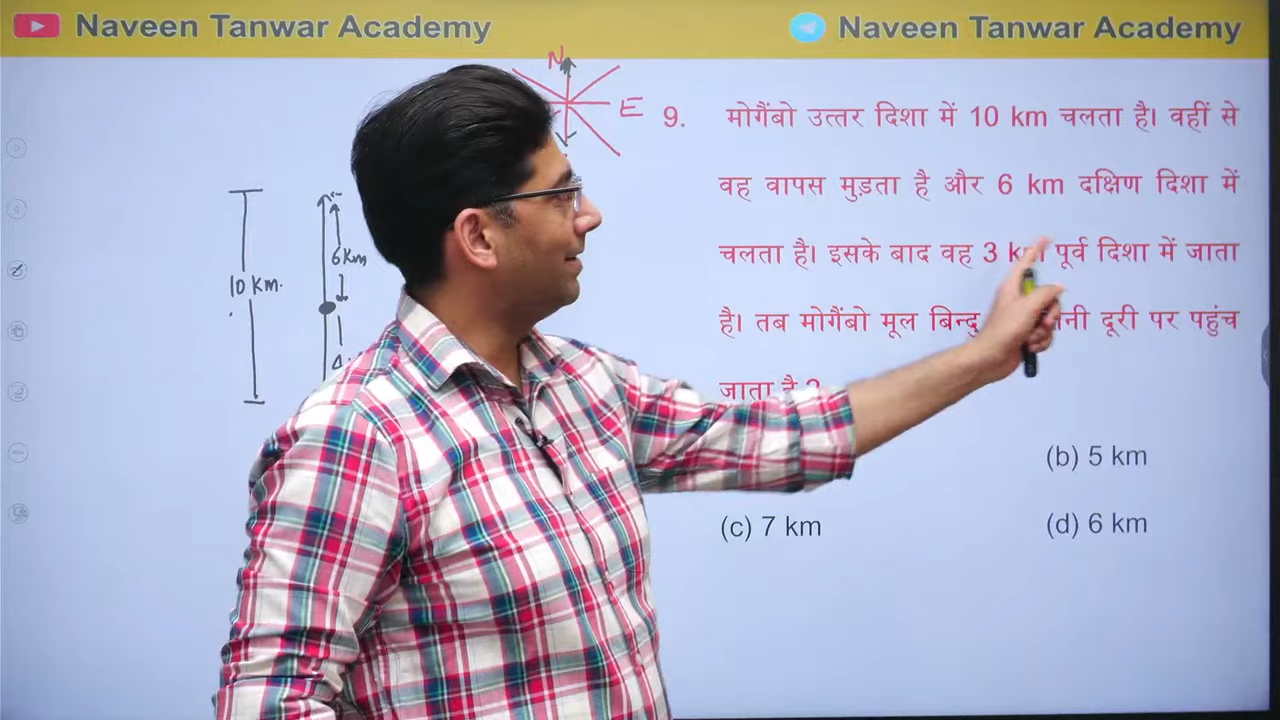 Naveen Tanwar Academy
Naveen Tanwar Academy
N
E
9. मोगैंबो उत्तर दिशा में 10 km चलता है। वहीं से
वह वापस मुड़ता है और 6 km दक्षिण दिशा में
चलता है। इसके बाद वह 3 km पूर्व दिशा में जाता
है। तब मोगैंबो मूल बिन्दु दूरी पर पहुंच
जाता है?
6km
10 km.
(b) 5 km
(c) 7 km
(d) 6 km